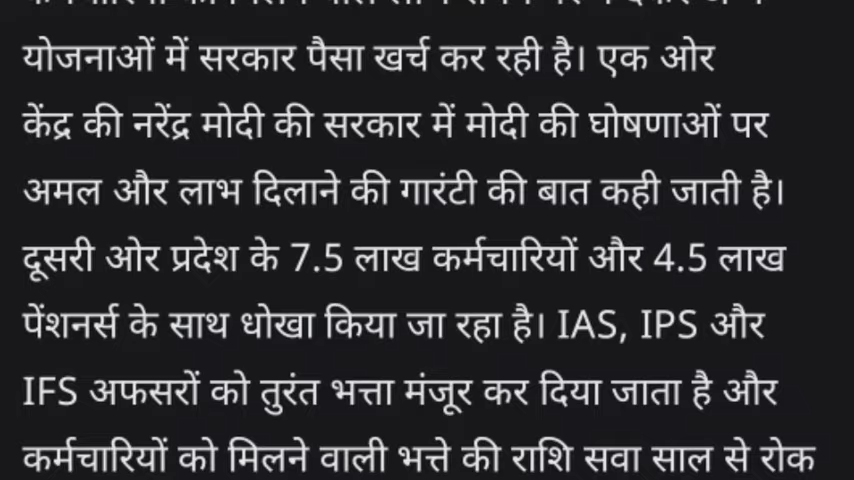 योजनाओं में सरकार पैसा खर्च कर रही है। एक ओर
केंद्र की नरेंद्र मोदी की सरकार में मोदी की घोषणाओं पर
अमल और लाभ दिलाने की गारंटी की बात कही जाती है।
दूसरी ओर प्रदेश के 7.5 लाख कर्मचारियों और 4.5 लाख
पेंशनर्स के साथ धोखा किया जा रहा है। IAS, IPS और
IFS अफसरों को तुरंत भत्ता मंजूर कर दिया जाता है और
कर्मचारियों को मिलने वाली भत्ते की राशि सवा साल से रोक